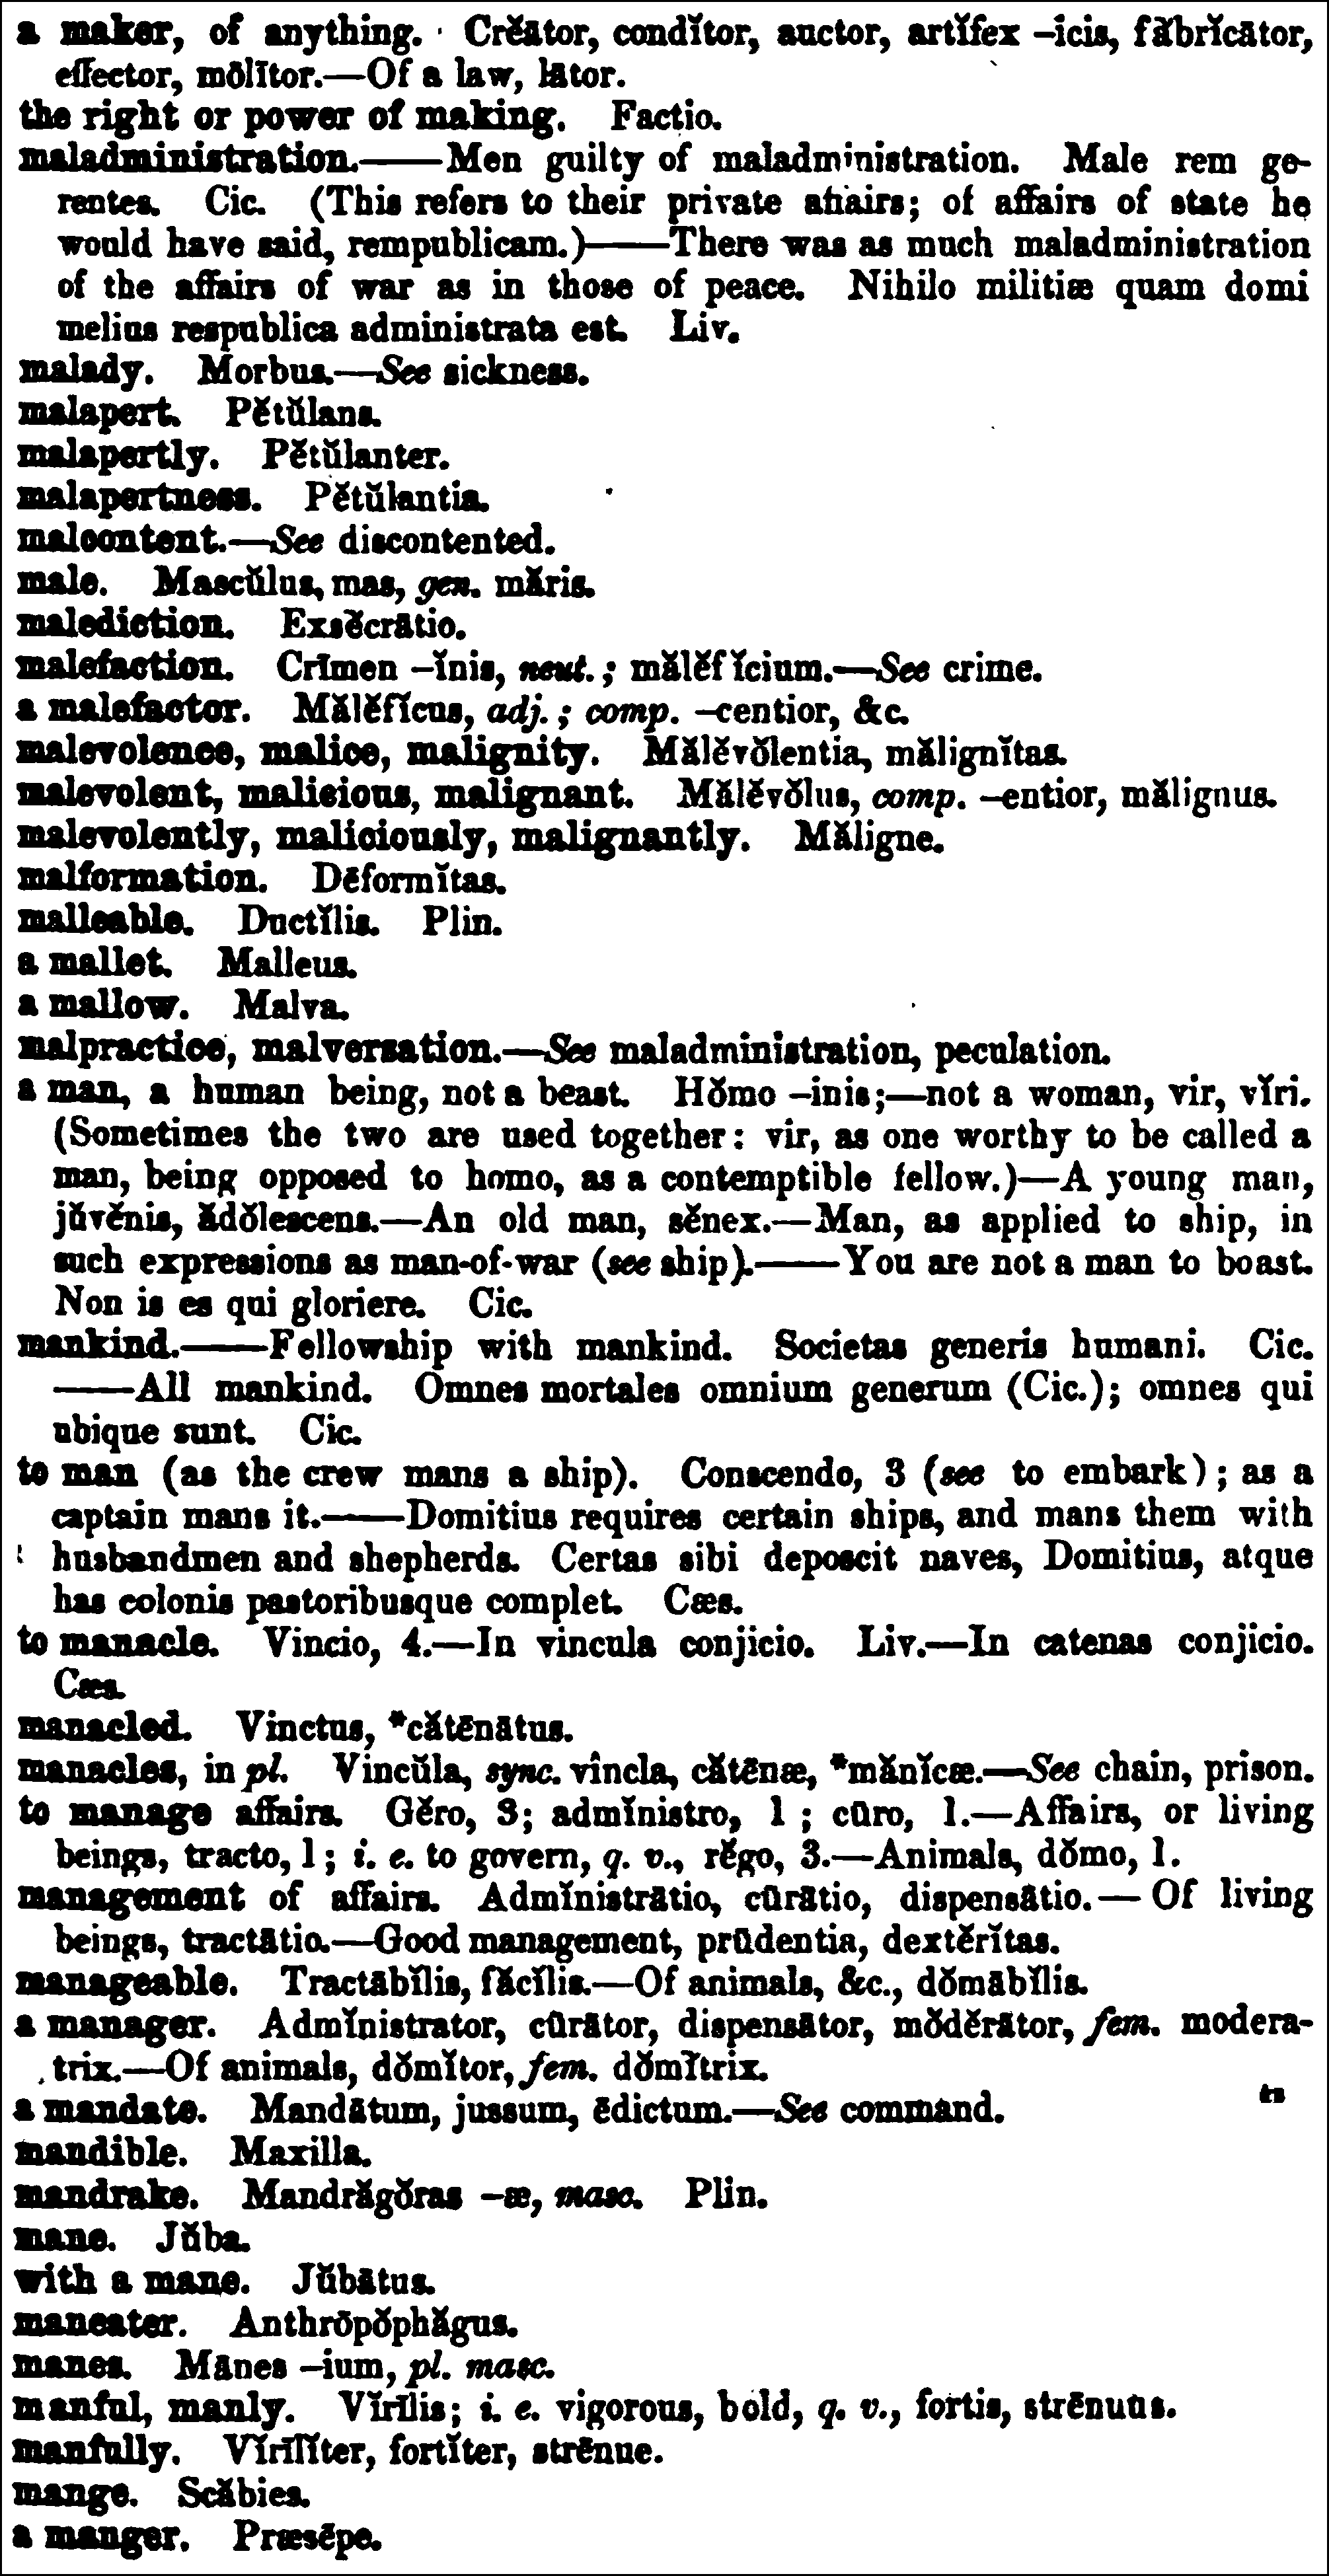 a maker, of anything. Crĕātor, condĭtor, auctor, artĭfex –icis, făbrĭcātor,
effector, mōlītor.—Of a law, lātor.
the right or power of making. Factio.
maladministration.——Men guilty of maladministration. Male rem ge-
rentes. Cic. (This refers to their private affairs; of affairs of state he
would have said, rempublicam.)——There was as much maladministration
of the affairs of war as in those of peace. Nihilo militiæ quam domi
melius respublica administrata est. Liv.
malady. Morbus.—See sickness.
malapert. Pĕtŭlans.
malapertly. Pĕtŭlanter.
malapertness. Pĕtŭlantia.
malcontent.—See discontented.
male. Mascŭlus, mas, gen. măris.
malediction. Exsĕcrātio.
malefaction. Crīmen –ĭnis, neut.; mălĕfĭcium.—See crime.
a malefactor. Mălĕfĭcus, adj.; comp. –centior, &c.
malevolence, malice, malignity. Mălĕvŏlentia, mălignĭtas.
malevolent, malicious, malignant. Mălĕvŏlus, comp. –entior, mălignus.
malevolently, maliciously, malignantly. Măligne.
malformation. Dēformĭtas.
malleable. Ductĭlis. Plin.
a mallet. Malleus.
a mallow. Malva.
malpractice, malversation.—See maladministration, peculation.
a man, a human being, not a beast. Hŏmo –inis;—not a woman, vir, vĭri.
(Sometimes the two are used together: vir, as one worthy to be called a
man, being opposed to homo, as a contemptible fellow.)—A young man,
jŭvĕnis, ădŏlescens.—An old man, sĕnex.—Man, as applied to ship, in
such expressions as man-of-war (see ship).——You are not a man to boast.
Non is es qui gloriere. Cic.
mankind.——Fellowship with mankind. Societas generis humani. Cic.
——All mankind. Omnes mortales omnium generum (Cic.); omnes qui
ubique sunt. Cic.
to man (as the crew mans a ship). Conscendo, 3 (see to embark); as a
captain mans it.——Domitius requires certain ships, and mans them with
husbandmen and shepherds. Certas sibi deposcit naves, Domitius, atque
has colonis pastoribusque complet. Cæs.
to manacle. Vincio, 4.—In vincula conjicio. Liv.—In catenas conjicio.
Cæs.
manacled. Vinctus, *cătēnātus.
manacles, in pl. Vincŭla, sync. vîncla, cătēnæ, *mănĭcæ.—See chain, prison.
to manage affairs. Gĕro, 3; admĭnistro, 1; cūro, 1.—Affairs, or living
beings, tracto, 1; i. e. to govern, q. v., rĕgo, 3.—Animals, dŏmo, 1.
management of affairs. Admĭnistrātio, cūrātio, dispensātio.—Of living
beings, tractātio.—Good management, prūdentia, dextĕrĭtas.
manageable. Tractābĭlis, făcĭlis.—Of animals, &c., dŏmābĭlis.
a manager. Admĭnistrator, cūrātor, dispensātor, mŏdĕrātor, fem. modera-
trix.—Of animals, dŏmĭtor, fem. dŏmĭtrix.
a mandate. Mandātum, jussum, ēdictum.—See command.
mandible. Maxilla.
mandrake. Mandrăgŏras –æ, masc. Plin.
mane. Jŭba.
with a mane. Jŭbātus.
maneater. Anthrōpŏphăgus.
manes. Mānes –ium, pl. masc.
manful, manly. Vĭrīlis; i. e. vigorous, bold, q. v., fortis, strēnuus.
manfully. Vĭrīlĭter, fortĭter, strēnue.
mange. Scăbies.
a manger. Præsēpe.